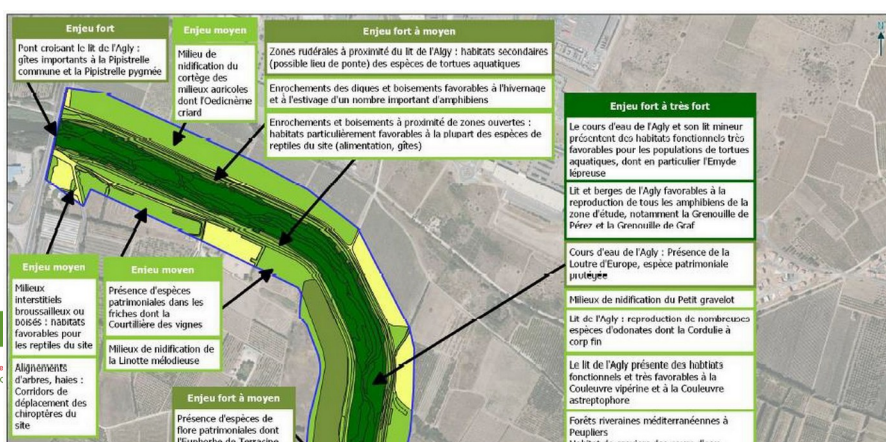 Enjeu fort
Pont croisant le lit de l'Agly :
gîtes importants à la Pipistrelle
commune et la Pipistrelle pygmée
Enjeu moyen
Milieu de
nidification du
cortège des
milieux agricoles
dont l'Oedicnème
criard
Enjeu fort à moyen
Zones rudérales à proximité du lit de l'Algy : habitats secondaires
(possible lieu de ponte) des espèces de tortues aquatiques
Enrochements des digues et boisements favorables à l'hivernage
et à l'estivage d'un nombre important d'amphibiens
Enrochements et boisements à proximité de zones ouvertes :
habitats particulièrement favorables à la plupart des espèces de
reptiles du site (alimentation, gîtes)
Enjeu fort à très fort
Le cours d'eau de l'Agly et son lit mineur
présentent des habitats fonctionnels très
favorables pour les populations de tortues
aquatiques, dont en particulier l'Emyde
lépreuse
Lit et berges de l'Agly favorables à la
reproduction de tous les amphibiens de la
zone d'étude, notamment la Grenouille de
Pérez et la Grenouille de Graf
Cours d'eau de l'Agly : Présence de la
Loutre d'Europe, espèce patrimoniale
protégée
Milieux de nidification du Petit gravelot
Lit de l'Agly : reproduction de nombreuses
espèces d'odonates dont la Cordulie à
corp fin
Le lit de l'Agly présente des habtiats
fonctionnels et très favorables à la
Couleuvre vipérine et à la Couleuvre
astreptophore
Forêts riveraines méditerranéennes à
Peupliers
Enjeu moyen
Milieux
interstitiels
broussailleux ou
boisés : habitats
favorables pour
les reptiles du site
Alignements
d'arbres, haies :
Corridors de
déplacement des
chiroptères du
site
Enjeu moyen
Présence d'espèces
patrimoniales dans les
friches dont la
Courtillière des vignes
Milieux de nidification de
la Linotte mélodieuse
Enjeu fort à moyen
Présence d'espèces de
flore patrimoniales dont
l'Euphorbe de Terracine